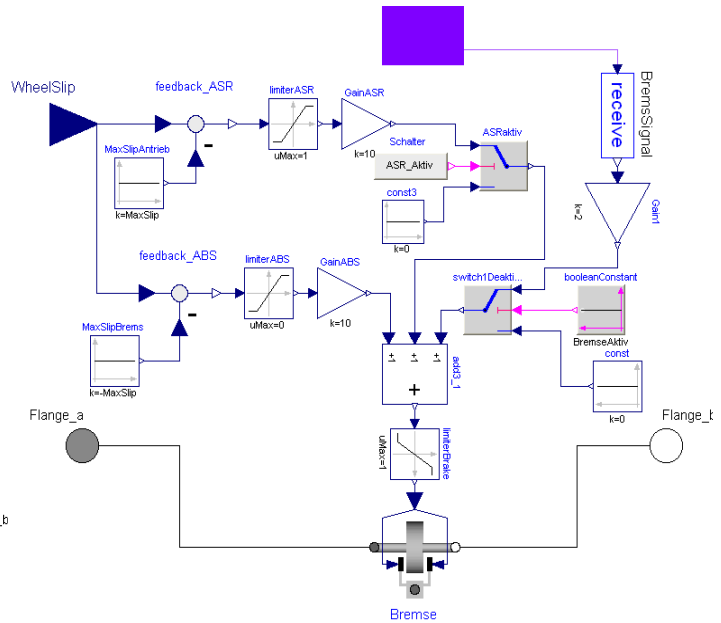 WheelSlip
feedback_ASR
limiterASR
GainASR
BremsSignal
receive
MaxSlipAntrieb
uMax=1
k=10
Schalter
ASR_Aktiv
ASRaktiv
k=MaxSlip
const3
k=0
Gain1
k=2
feedback_ABS
limiterABS
GainABS
switch1Deakti...
booleanConstant
MaxSlipBrems
uMax=0
k=10
BremseAktiv
k=-MaxSlip
+1
+1
+1
+
add3_1
const
k=0
Flange_a
Flange_b
limiterBrake
uMax=1
_b
Bremse